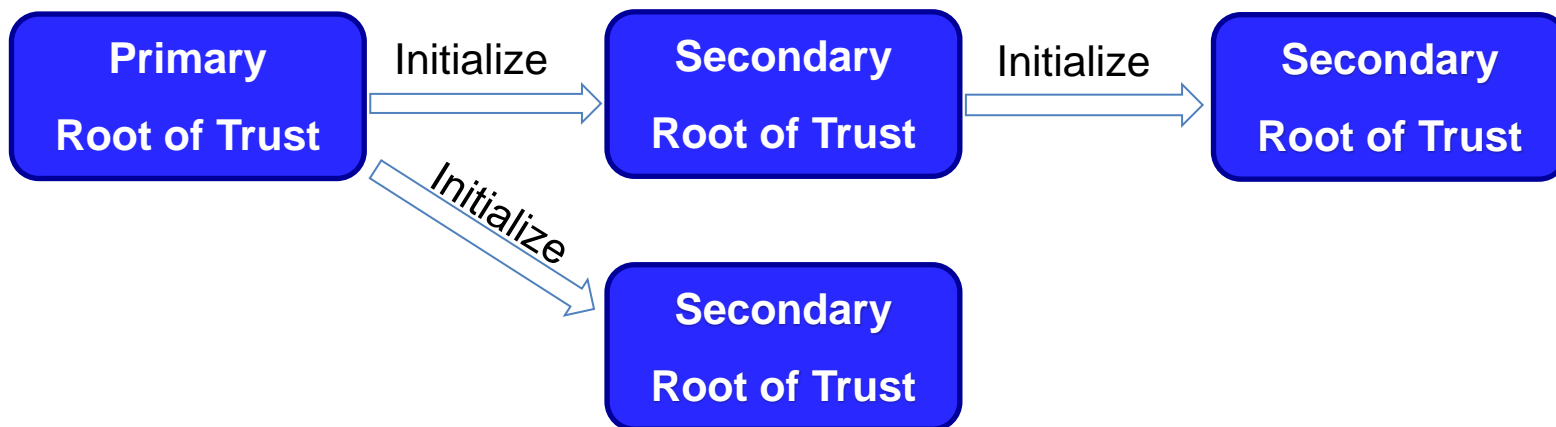 Primary
Root of Trust
Initialize
Secondary
Root of Trust
Initialize
Secondary
Root of Trust
Initialize
Secondary
Root of Trust